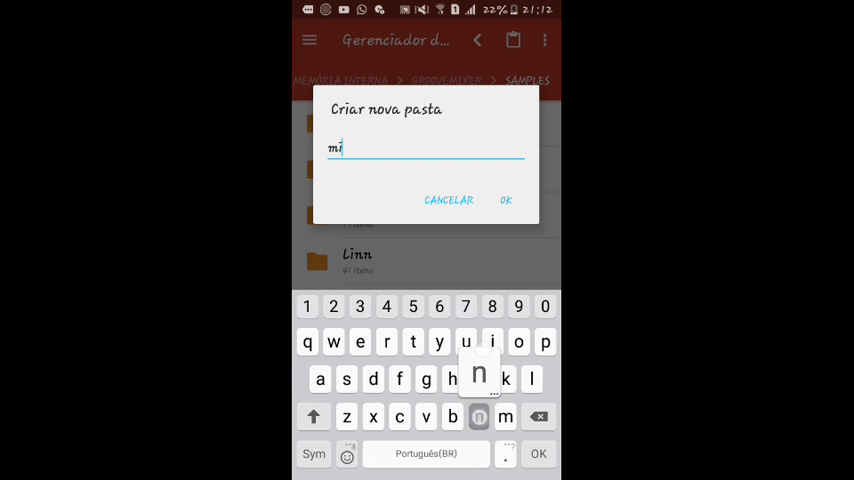 22% 21:12
Gerenciador d...
MEMÓRIA INTERNA > GROOVEMIXER > SAMPLES
Criar nova pasta
mi
CANCELAR OK
Linn
41 items
1 2 3 4 5 6 7 8 9 0
q w e r t y u i o p
n
a s d f g h k l
z x c v b n m
Sym Português(BR) . OK